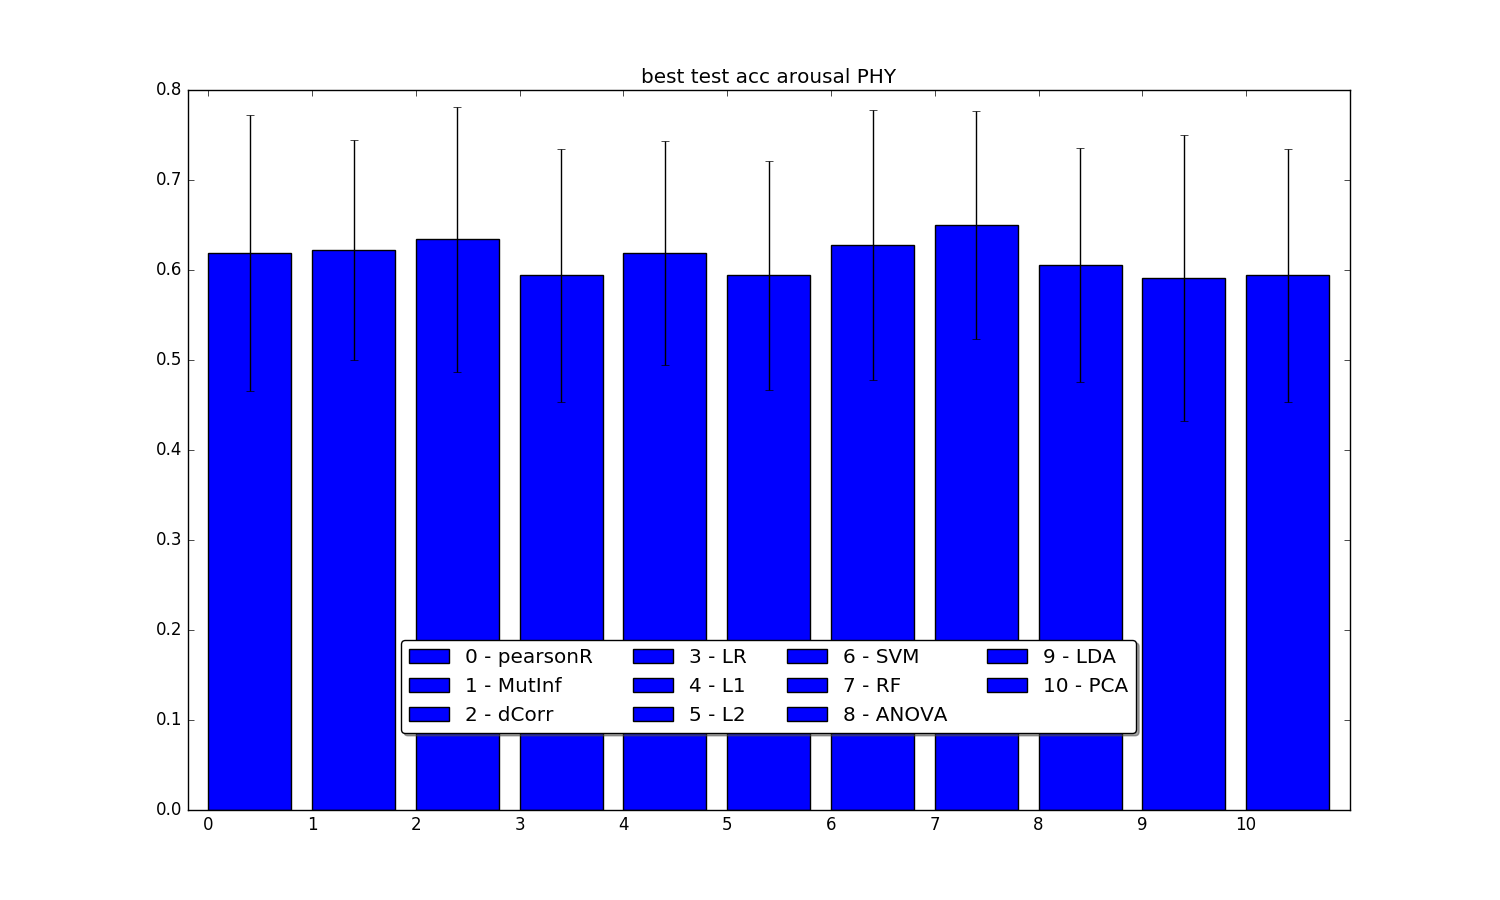 best test acc arousal PHY
0.8
0.7
0.6
0.5
0.4
0.3
0.2
0.1
0.0
0 - pearsonR
1 - MutInf
2 - dCorr
3 - LR
4 - L1
5 - L2
6 - SVM
7 - RF
8 - ANOVA
9 - LDA
10 - PCA
0 1 2 3 4 5 6 7 8 9 10